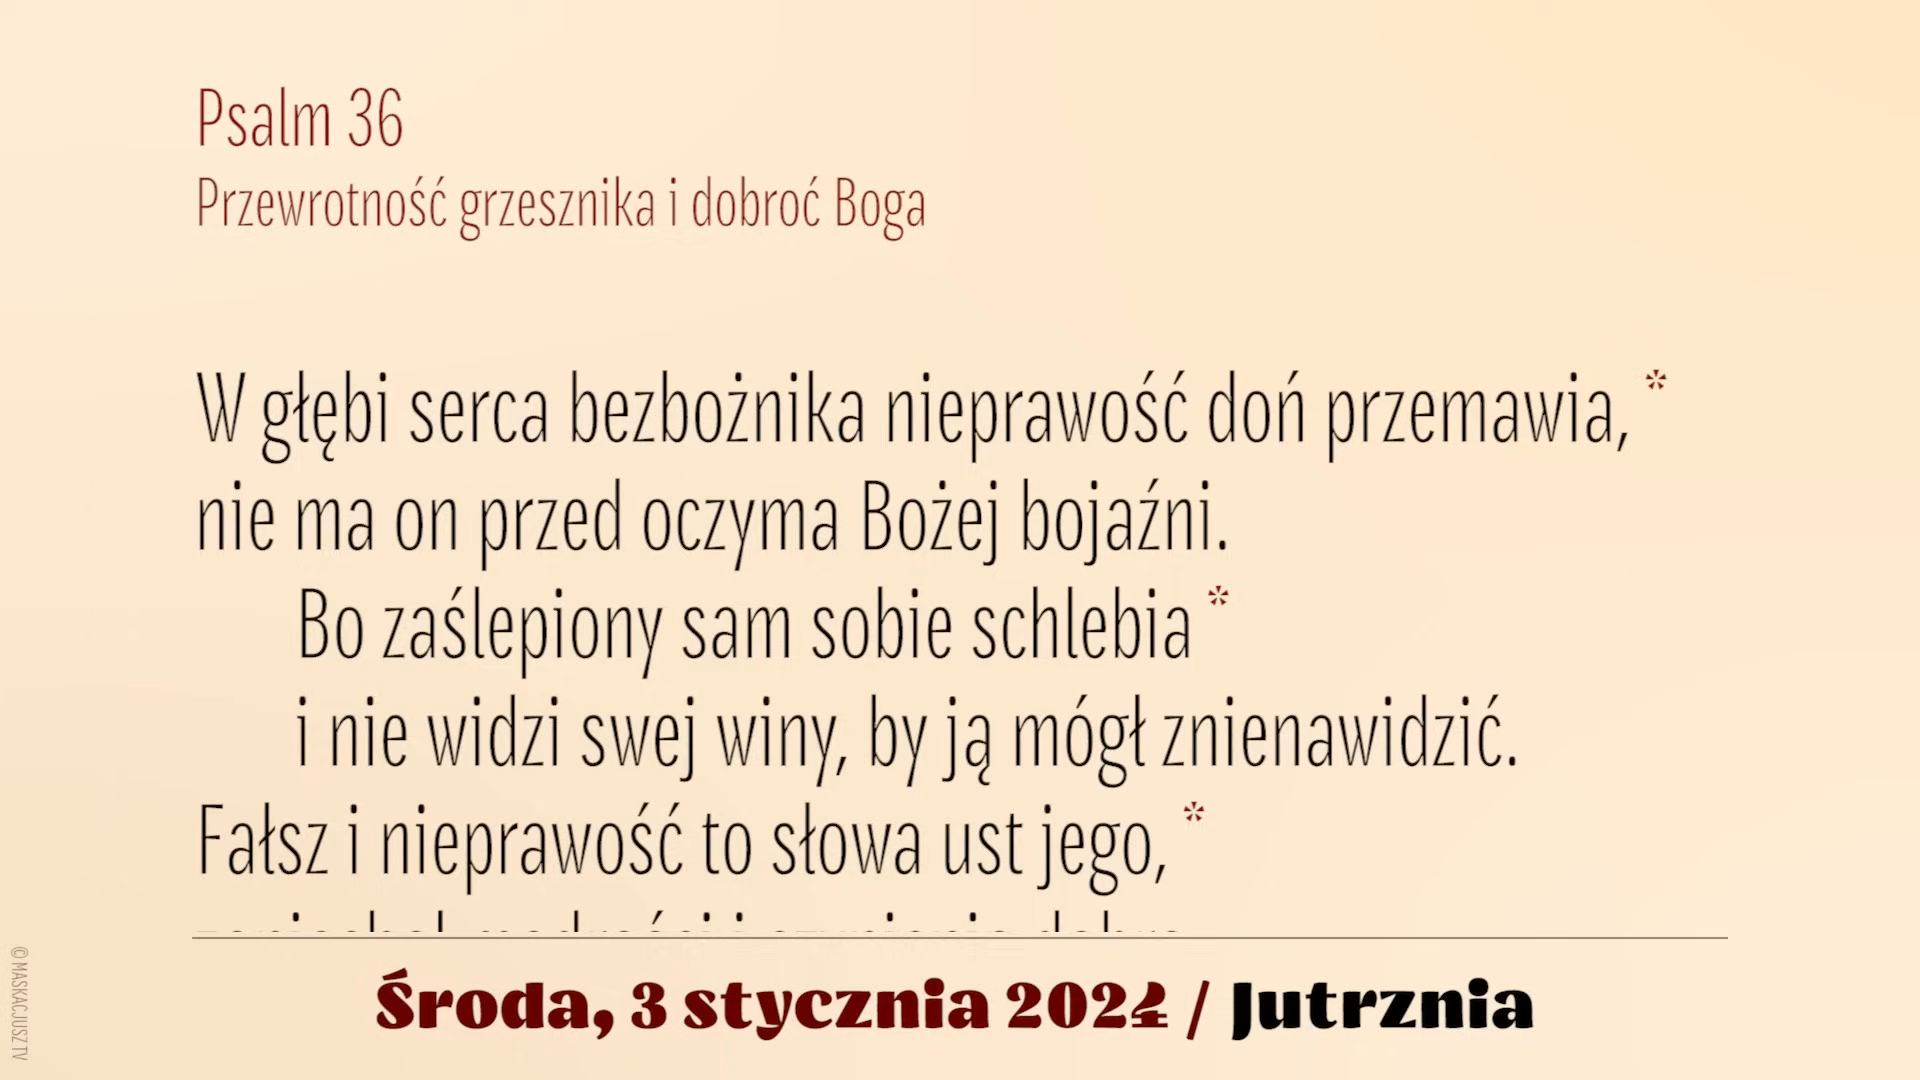 Psalm 36
Przewrotność grzesznika i dobroć Boga
W głębi serca bezbożnika nieprawość doń przemawia, *
nie ma on przed oczyma Bożej bojaźni.
Bo zaślepiony sam sobie schlebia *
i nie widzi swej winy, by ją mógł znienawidzić.
Fałsz i nieprawość to słowa ust jego, *
Środa, 3 stycznia 2024 / Jutrznia
© MASKACJUSZ TV